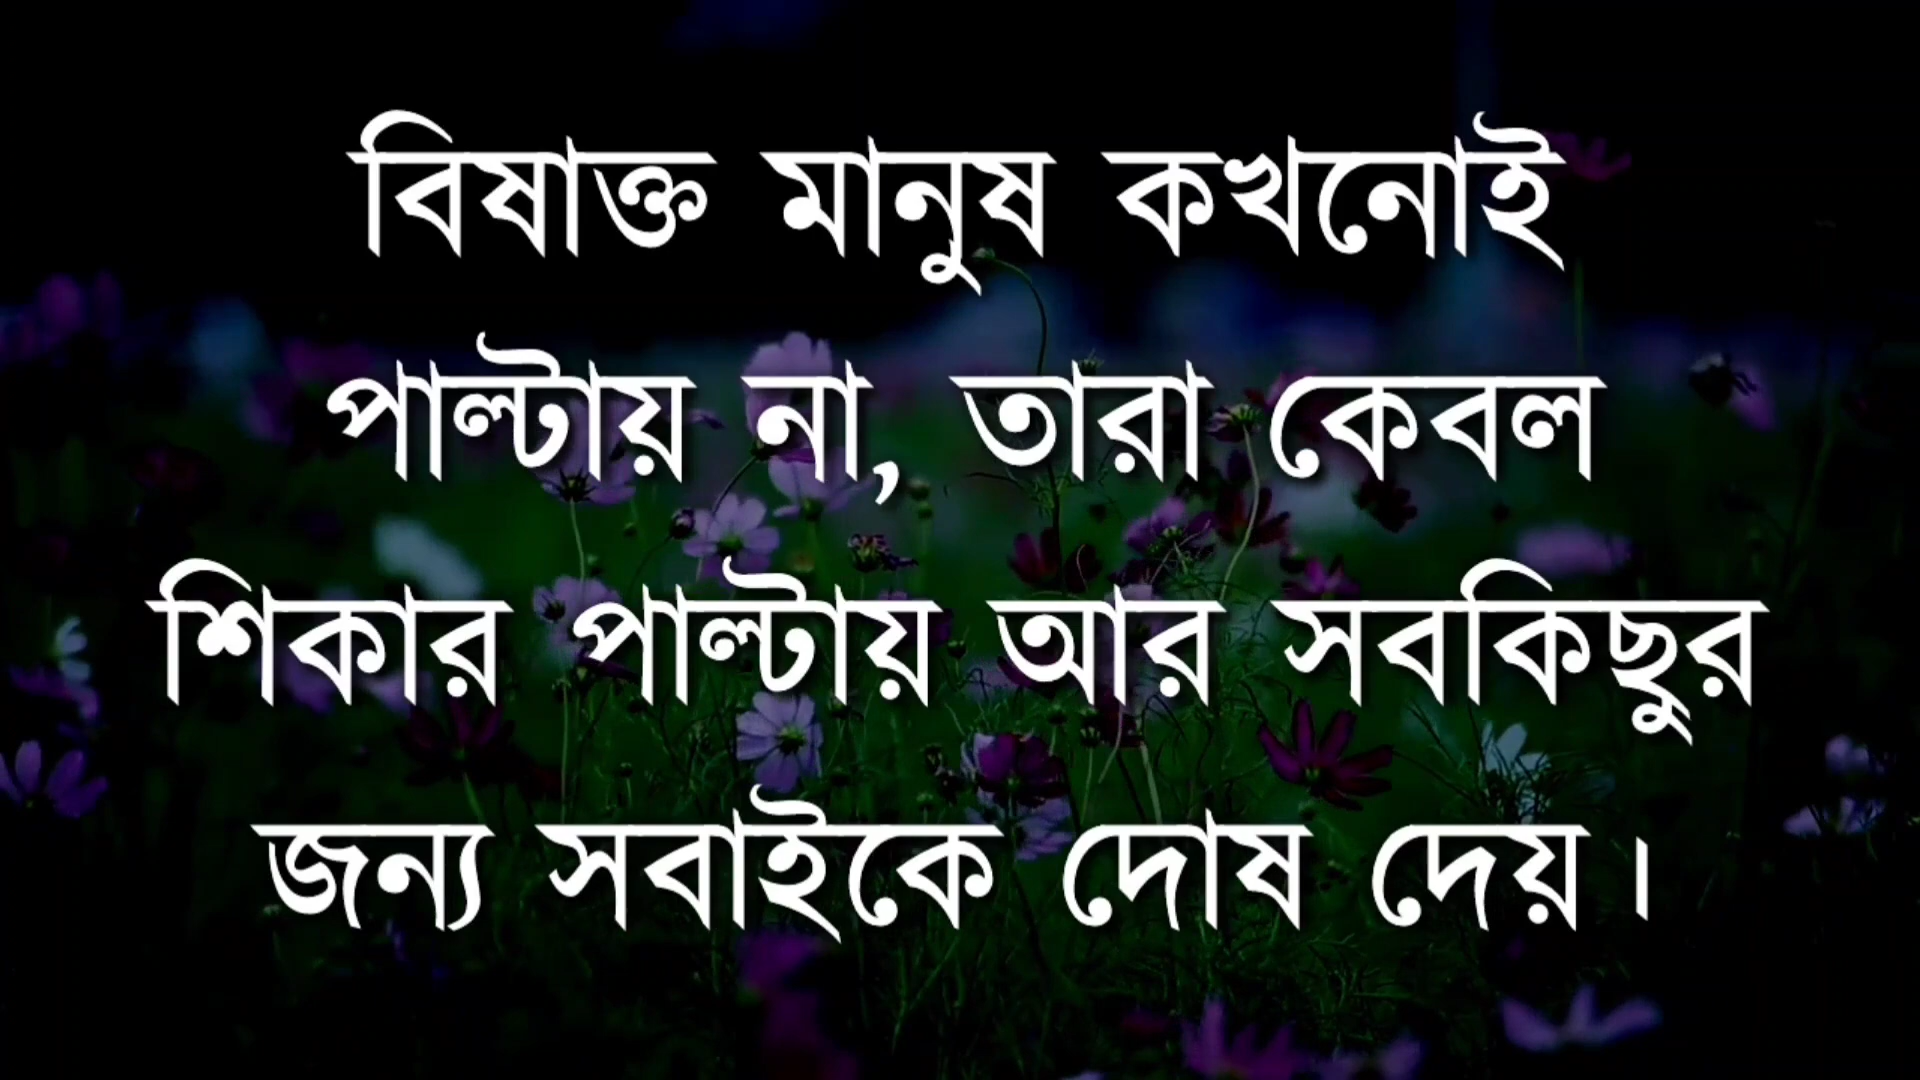 বিষাক্ত মানুষ কখনোই
পাল্টায় না, তারা কেবল
শিকার পাল্টায় আর সবকিছুর
জন্য সবাইকে দোষ দেয়।